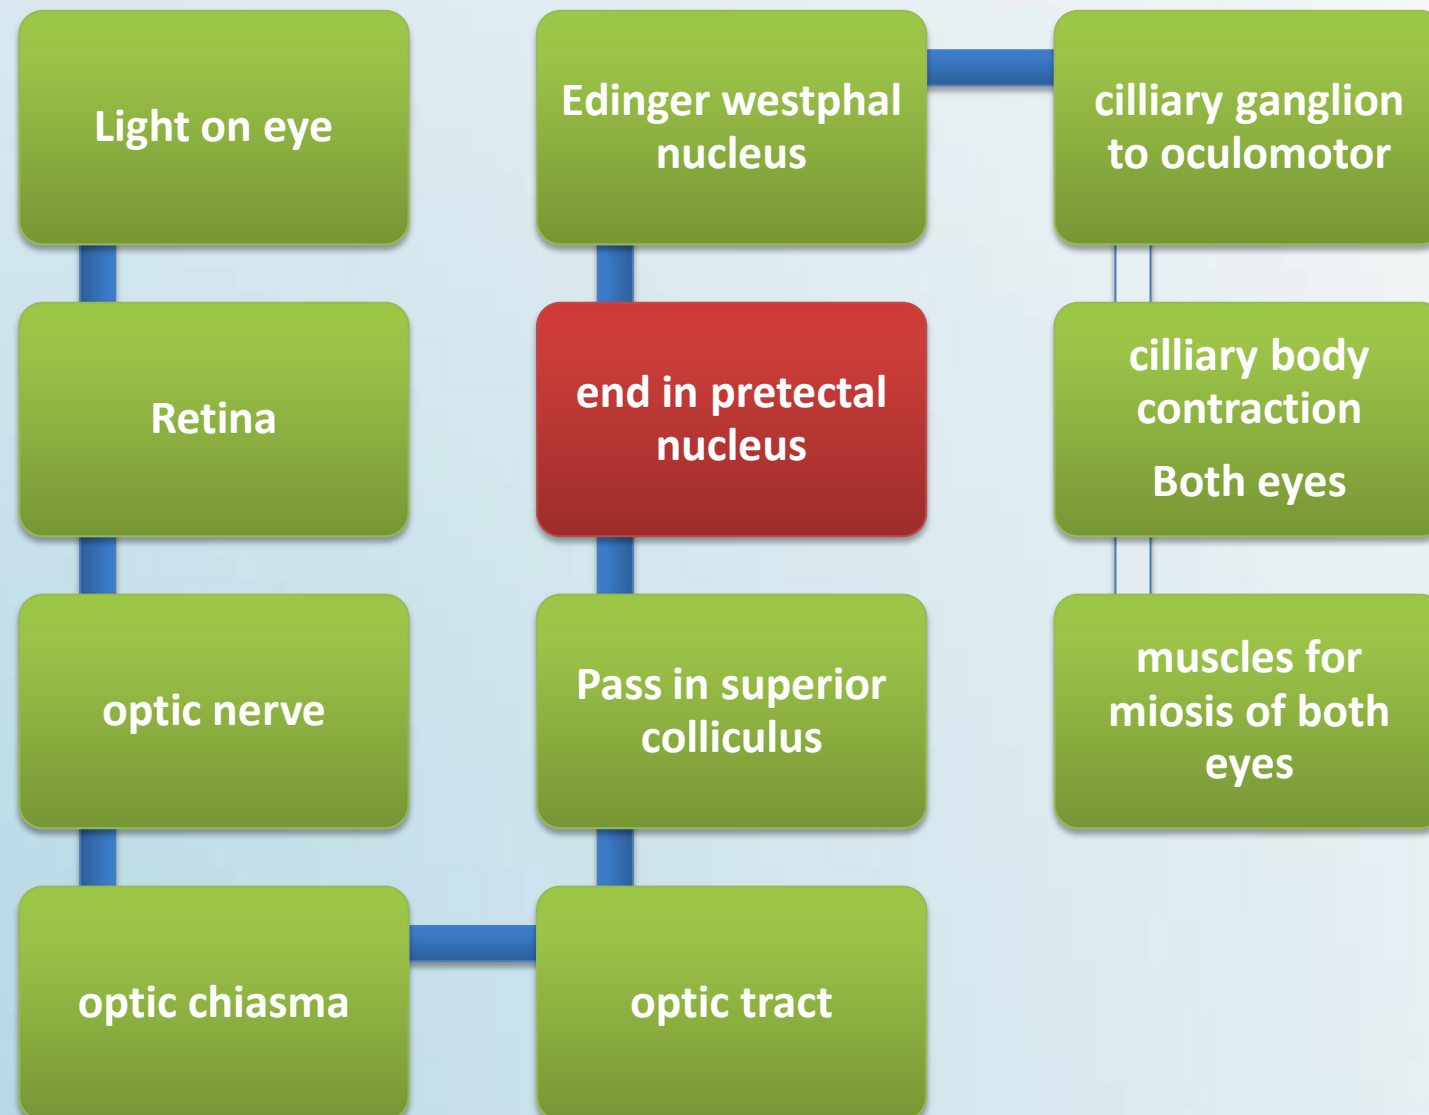 Light on eye
Retina
optic nerve
optic chiasma
optic tract
Pass in superior
colliculus
end in pretectal
nucleus
Edinger westphal
nucleus
cilliary ganglion
to oculomotor
cilliary body
contraction
Both eyes
muscles for
miosis of both
eyes